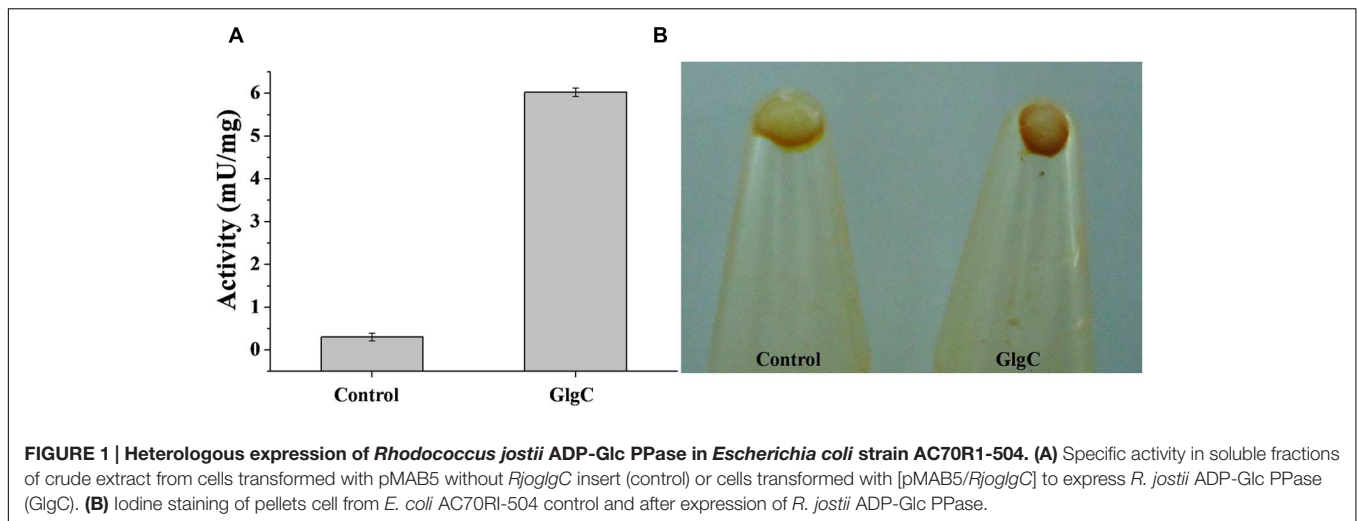 A
B
Activity (mU/mg)
6
5
4
3
2
1
0
Control
GlgC
Control
GlgC
FIGURE 1 | Heterologous expression of Rhodococcus jostii ADP-Glc PPase in Escherichia coli strain AC70R1-504. (A) Specific activity in soluble fractions
of crude extract from cells transformed with pMAB5 without RjoglgC insert (control) or cells transformed with [pMAB5/RjoglgC] to express R. jostii ADP-Glc PPase
(GlgC). (B) Iodine staining of pellets cell from E. coli AC70RI-504 control and after expression of R. jostii ADP-Glc PPase.